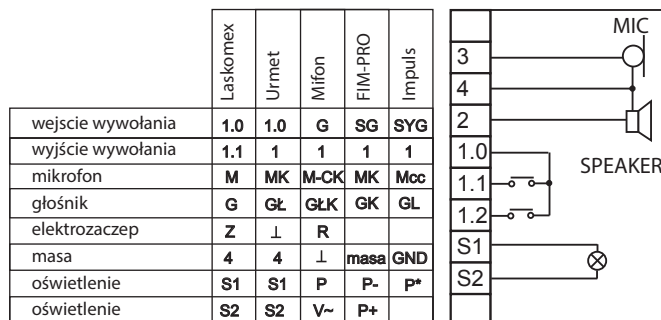 Laskomex Urmet Mifon FIM-PRO Impuls
wejscie wywołania 1.0 1.0 G SG SYG
wyjście wywołania 1.1 1 1 1 1
mikrofon M MK M-CK MK Mcc
głośnik G GŁ GŁK GK GL
elektrozaczep Z ⊥ R
masa 4 4 ⊥ masa GND
oświetlenie S1 S1 P P- P*
oświetlenie S2 S2 V~ P+
MIC
3
4
2
1.0
SPEAKER
1.1
1.2
S1
S2